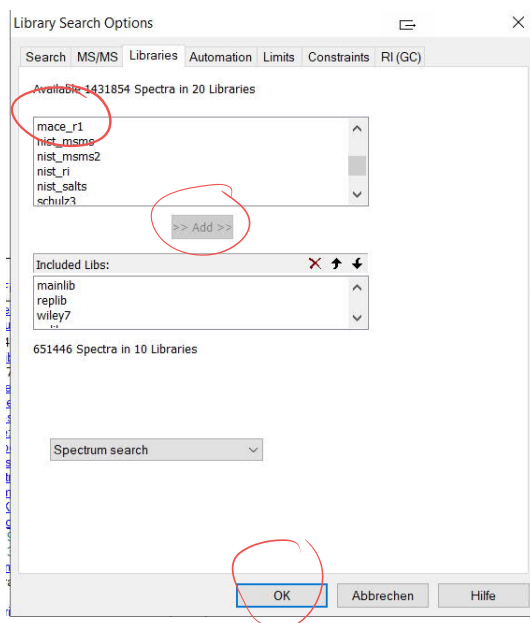 Library Search Options
Search MS/MS Libraries Automation Limits Constraints RI (GC)
Available 1431854 Spectra in 20 Libraries
mace_r1
nist_msms
nist_msms2
nist_ri
nist_salts
schulz3
>> Add >>
Included Libs:
mainlib
replib
wiley7
651446 Spectra in 10 Libraries
Spectrum search
OK Abbrechen Hilfe